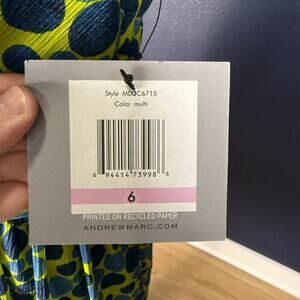 Style MD3C6715
Color multi
6 94414 73998 6
6
PRINTED ON RECYCLED PAPER
ANDREWMARC.COM